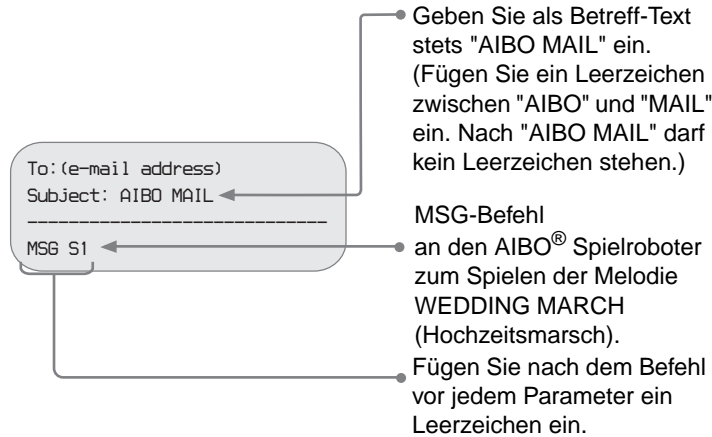 Geben Sie als Betreff-Text
stets "AIBO MAIL" ein.
(Fügen Sie ein Leerzeichen
zwischen "AIBO" und "MAIL"
ein. Nach "AIBO MAIL" darf
kein Leerzeichen stehen.)
To:(e-mail address)
Subject: AIBO MAIL
------------------------------
MSG S1
MSG-Befehl
an den AIBO® Spielroboter
zum Spielen der Melodie
WEDDING MARCH
(Hochzeitsmarsch).
Fügen Sie nach dem Befehl
vor jedem Parameter ein
Leerzeichen ein.